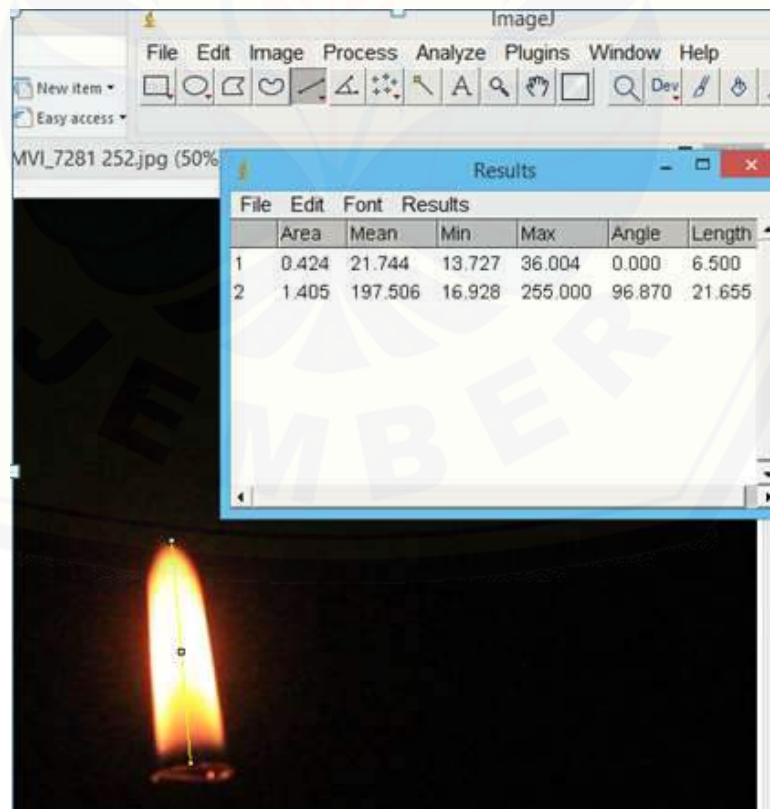 ImageJ
File Edit Image Process Analyze Plugins Window Help
New item
Easy access
A Dev
MVI_7281 252.jpg (50%
Results
File Edit Font Results
Area Mean Min Max Angle Length
1 0.424 21.744 13.727 36.004 0.000 6.500
2 1.405 197.506 16.928 255.000 96.870 21.655
JEMBER